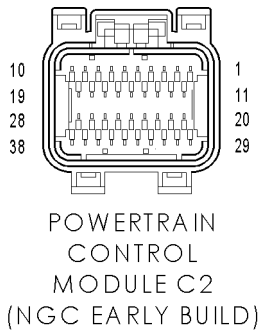 10 1
19 11
28 20
38 29
POWERTRAIN
CONTROL
MODULE C2
(NGC EARLY BUILD)